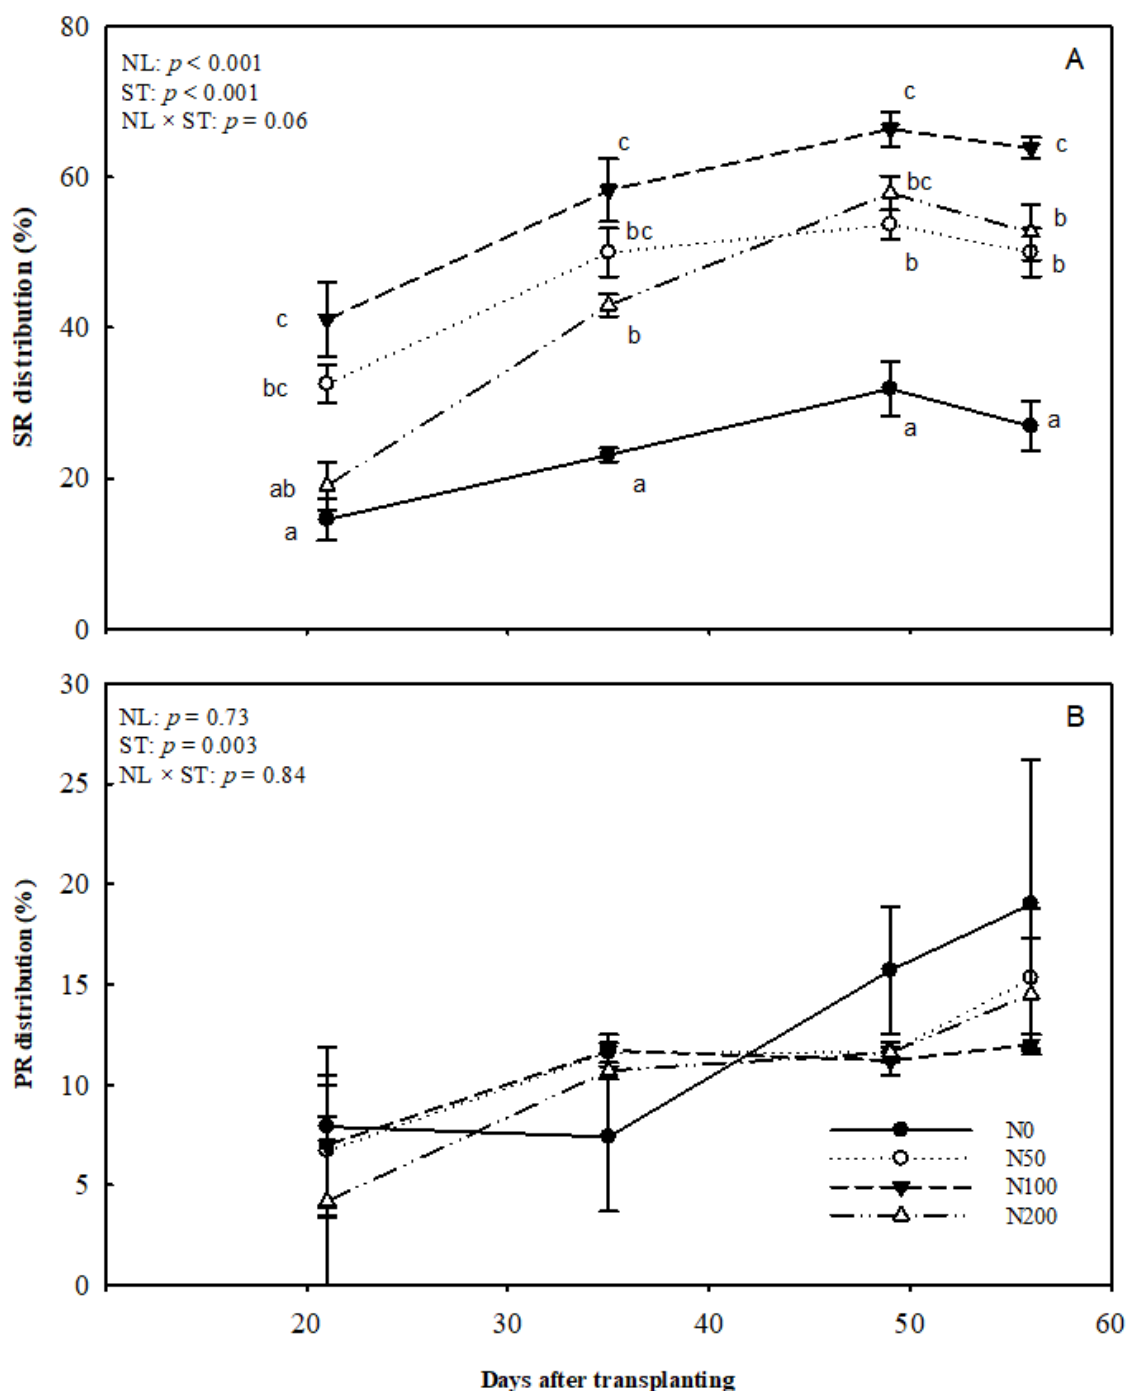 80
NL: p < 0.001
ST: p < 0.001
NL × ST: p = 0.06
A
c
c
c
60
bc
b
bc
b
b
c
40
b
bc
a
a
20
ab
a
a
0
SR distribution (%)
30
NL: p = 0.73
ST: p = 0.003
NL × ST: p = 0.84
B
25
20
15
10
5
0
PR distribution (%)
N0
N50
N100
N200
20 30 40 50 60
Days after transplanting